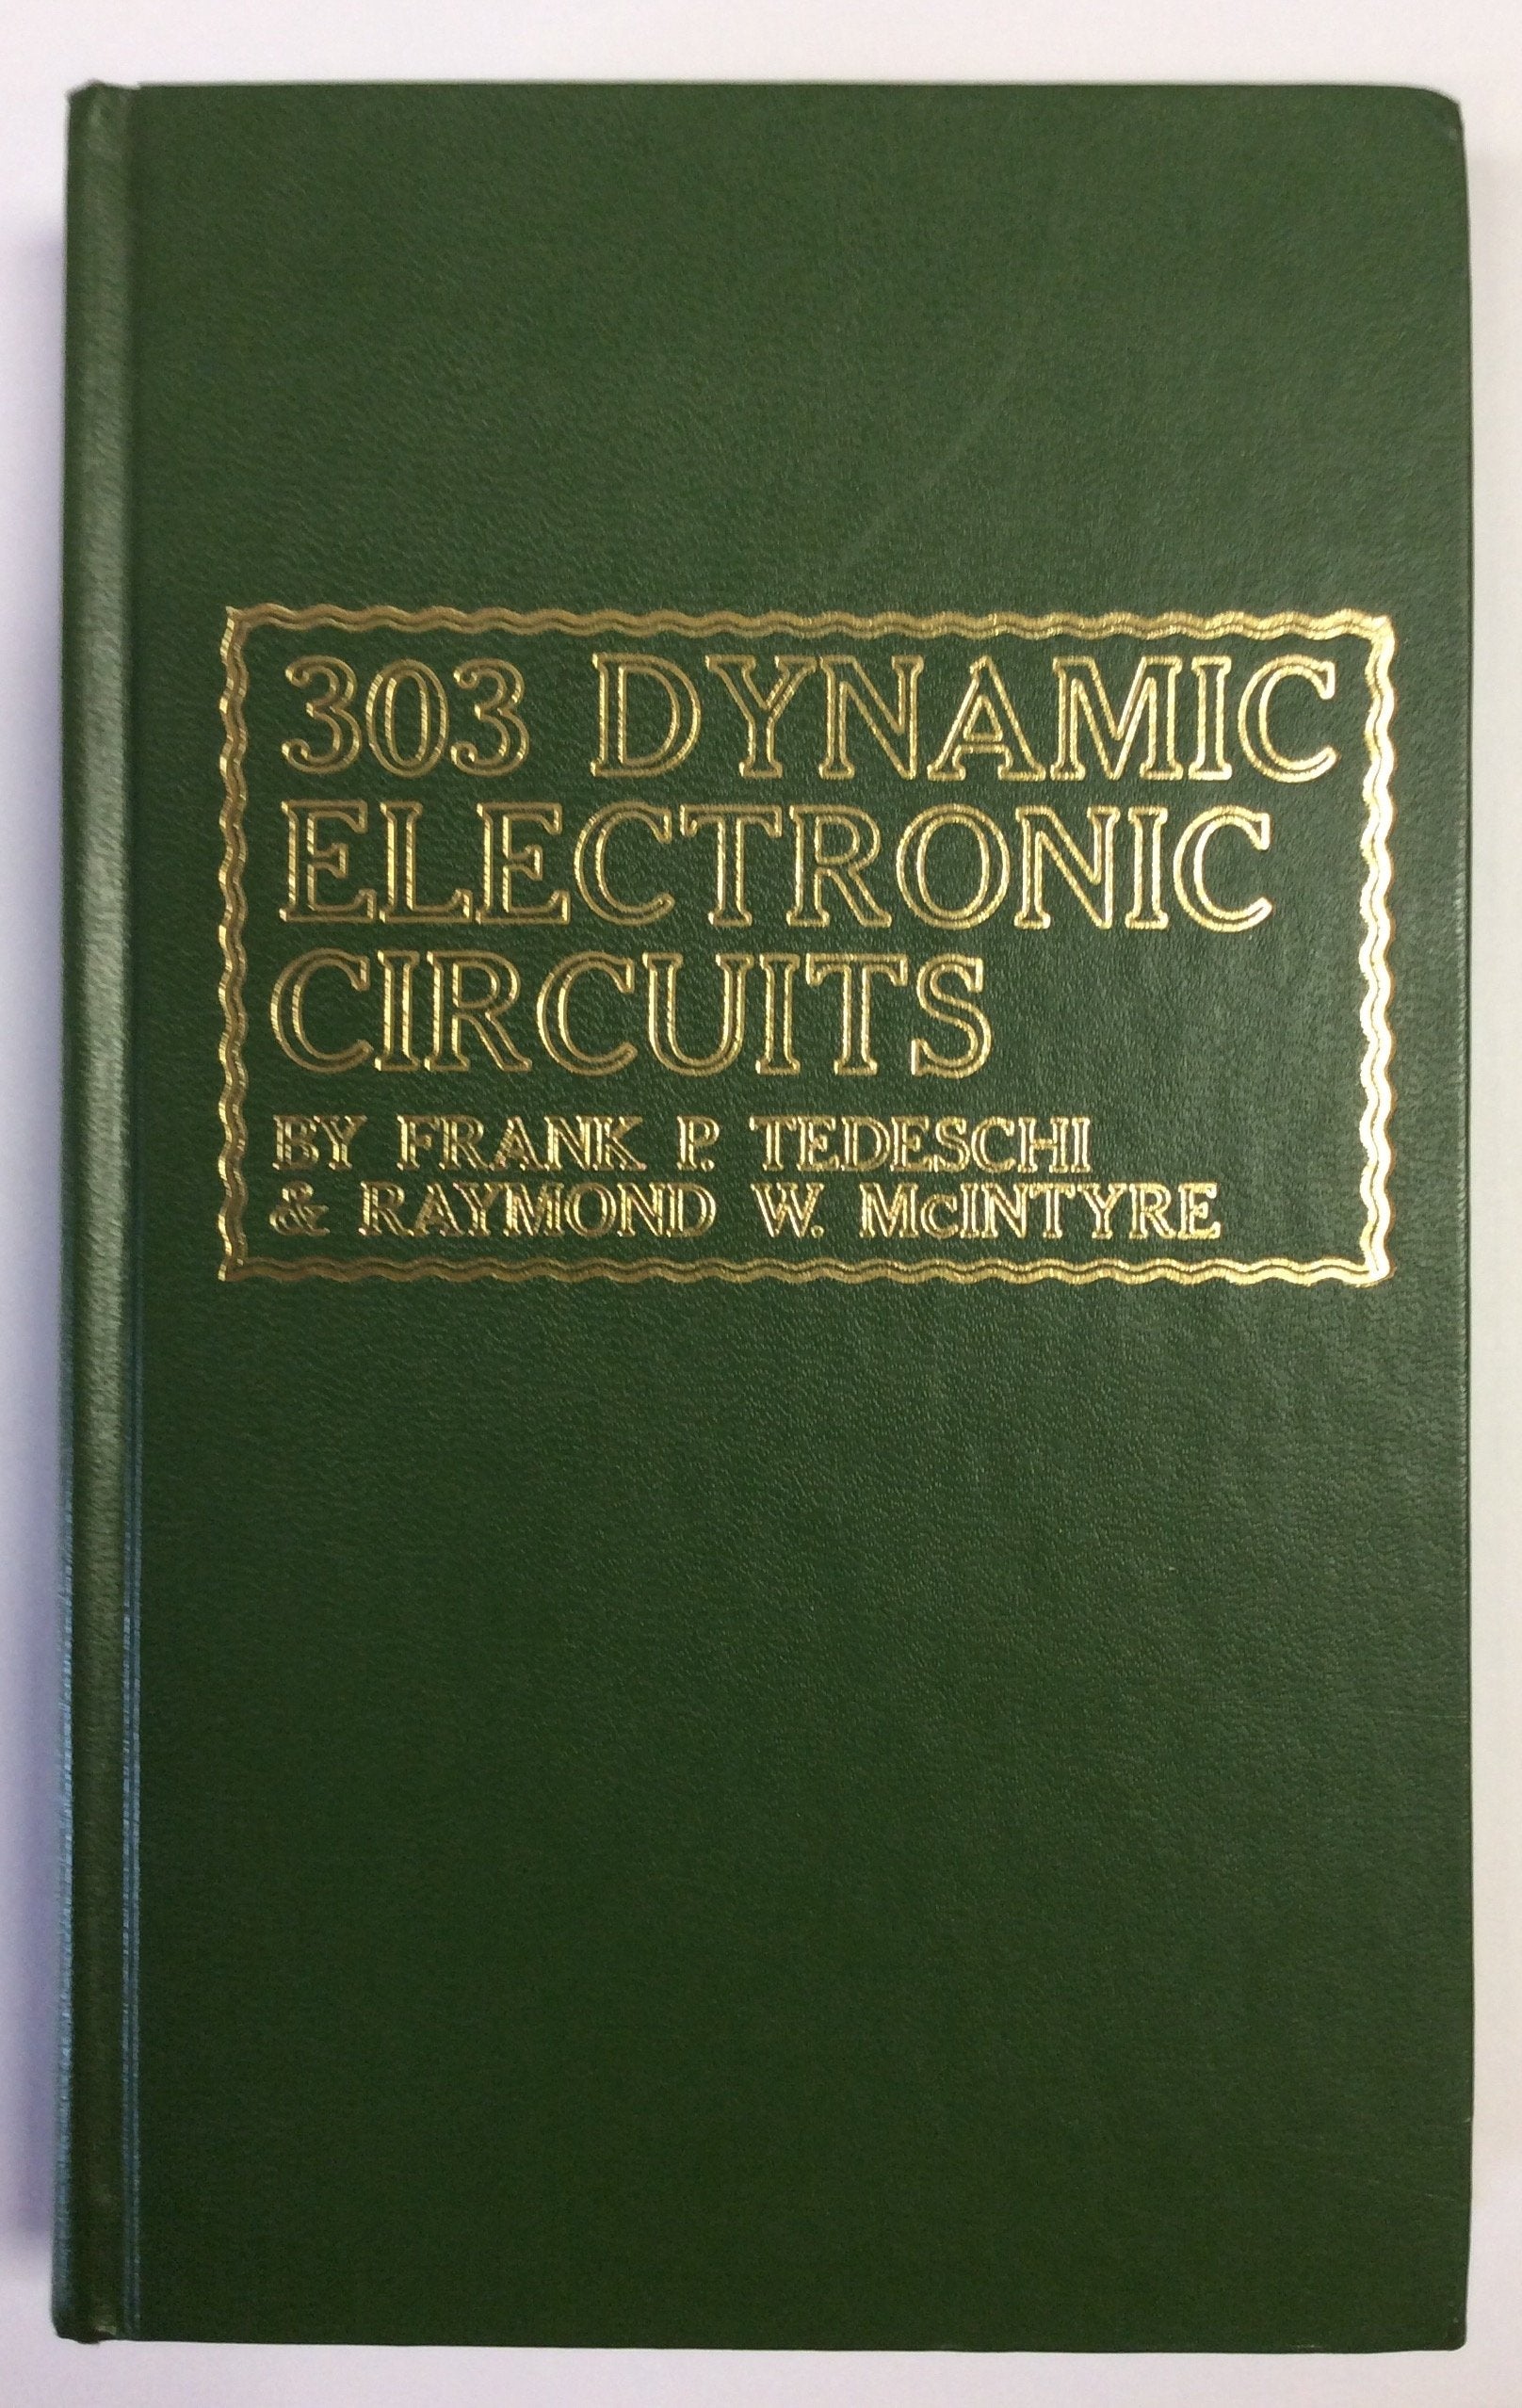 303 DYNAMIC
ELECTRONIC
CIRCUITS
BY FRANK P. TEDESCHI
& RAYMOND W. McINTYRE